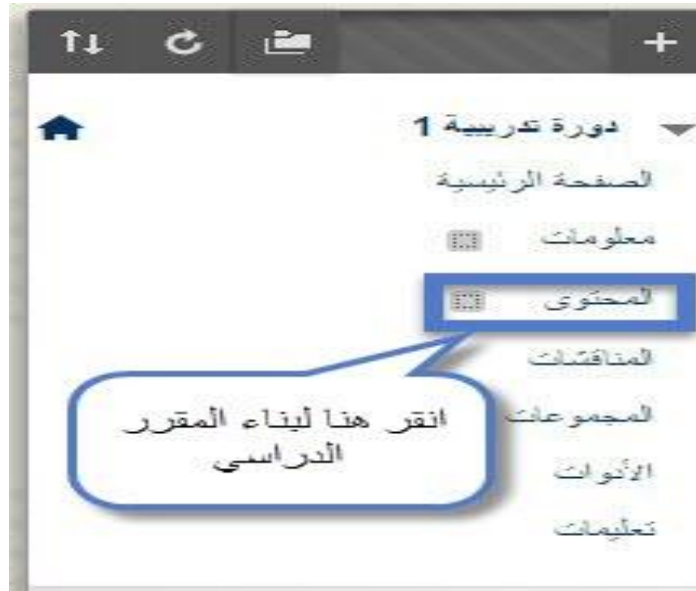 دورة تدريبية 1
الصفحة الرئيسية
معلومات
المحتوى
المناقشات
المجموعات
الأدوات
تعليمات
انقر هنا لبناء المقرر
الدراسي